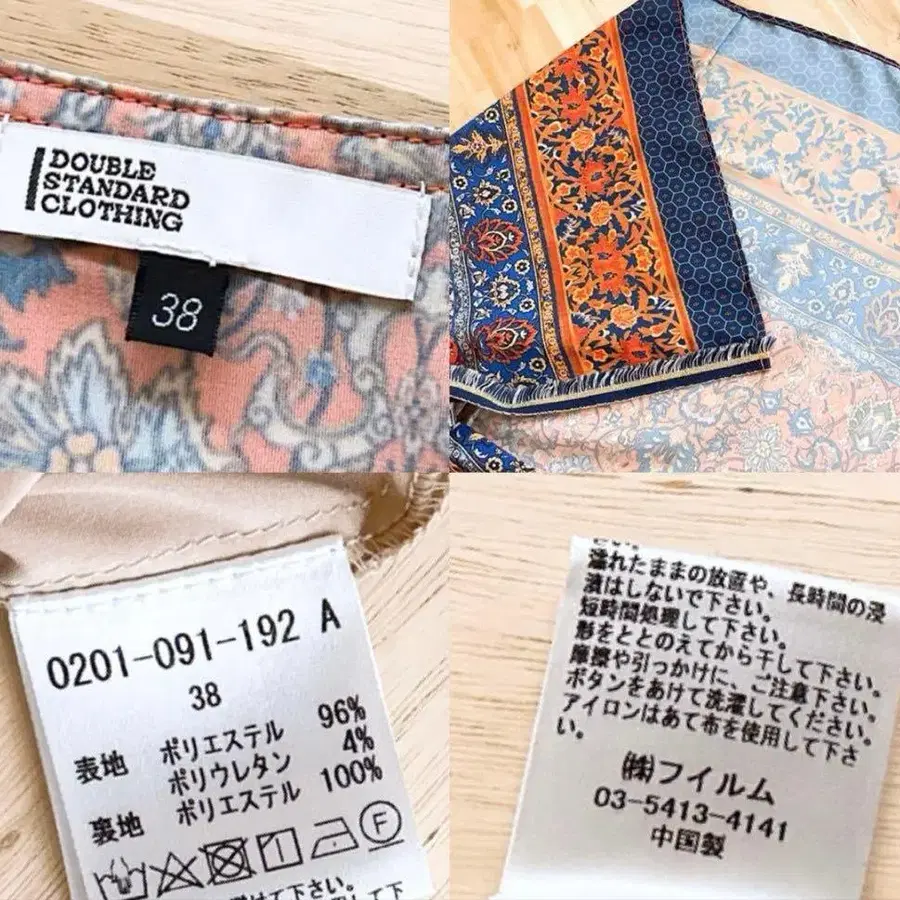 DOUBLE
STANDARD
CLOTHING
38
0201-091-192 A
38
表地 ポリエステル 96%
ポリウレタン 4%
裏地 ポリエステル 100%
F
さい。
濡れたままの放置や、長時間の浸
漬はしないで下さい。
短時間処理して下さい。
形をととのえてから干して下さい。
摩擦や引っかけに、ご注意下さい。
ボタンをあけて洗濯してください。
アイロンはあて布を使用して下さ
い。
㈱フイルム
03-5413-4141
中国製